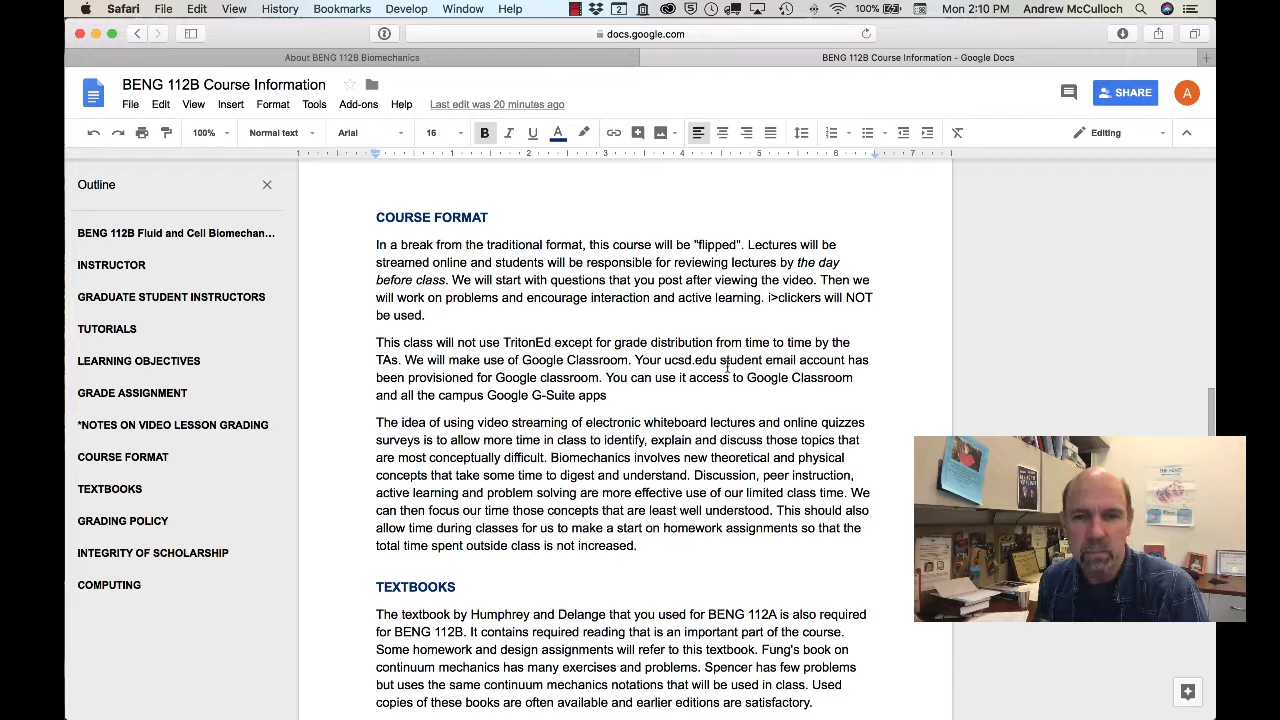 Safari File Edit View History Bookmarks Develop Window Help 100% Mon 2:10 PM Andrew McCulloch
docs.google.com
About BENG 112B Biomechanics
BENG 112B Course Information - Google Docs
BENG 112B Course Information
File Edit View Insert Format Tools Add-ons Help Last edit was 20 minutes ago
SHARE
A
100% Normal text Arial 16 B I U A Editing
1 1 2 3 4 5 6 7
Outline
BENG 112B Fluid and Cell Biomechan...
INSTRUCTOR
GRADUATE STUDENT INSTRUCTORS
TUTORIALS
LEARNING OBJECTIVES
GRADE ASSIGNMENT
*NOTES ON VIDEO LESSON GRADING
COURSE FORMAT
TEXTBOOKS
GRADING POLICY
INTEGRITY OF SCHOLARSHIP
COMPUTING
COURSE FORMAT
In a break from the traditional format, this course will be "flipped". Lectures will be
streamed online and students will be responsible for reviewing lectures by the day
before class. We will start with questions that you post after viewing the video. Then we
will work on problems and encourage interaction and active learning. i>clickers will NOT
be used.
This class will not use TritonEd except for grade distribution from time to time by the
TAs. We will make use of Google Classroom. Your ucsd.edu student email account has
been provisioned for Google classroom. You can use it access to Google Classroom
and all the campus Google G-Suite apps
The idea of using video streaming of electronic whiteboard lectures and online quizzes
surveys is to allow more time in class to identify, explain and discuss those topics that
are most conceptually difficult. Biomechanics involves new theoretical and physical
concepts that take some time to digest and understand. Discussion, peer instruction,
active learning and problem solving are more effective use of our limited class time. We
can then focus our time those concepts that are least well understood. This should also
allow time during classes for us to make a start on homework assignments so that the
total time spent outside class is not increased.
TEXTBOOKS
The textbook by Humphrey and Delange that you used for BENG 112A is also required
for BENG 112B. It contains required reading that is an important part of the course.
Some homework and design assignments will refer to this textbook. Fung's book on
continuum mechanics has many exercises and problems. Spencer has few problems
but uses the same continuum mechanics notations that will be used in class. Used
copies of these books are often available and earlier editions are satisfactory.